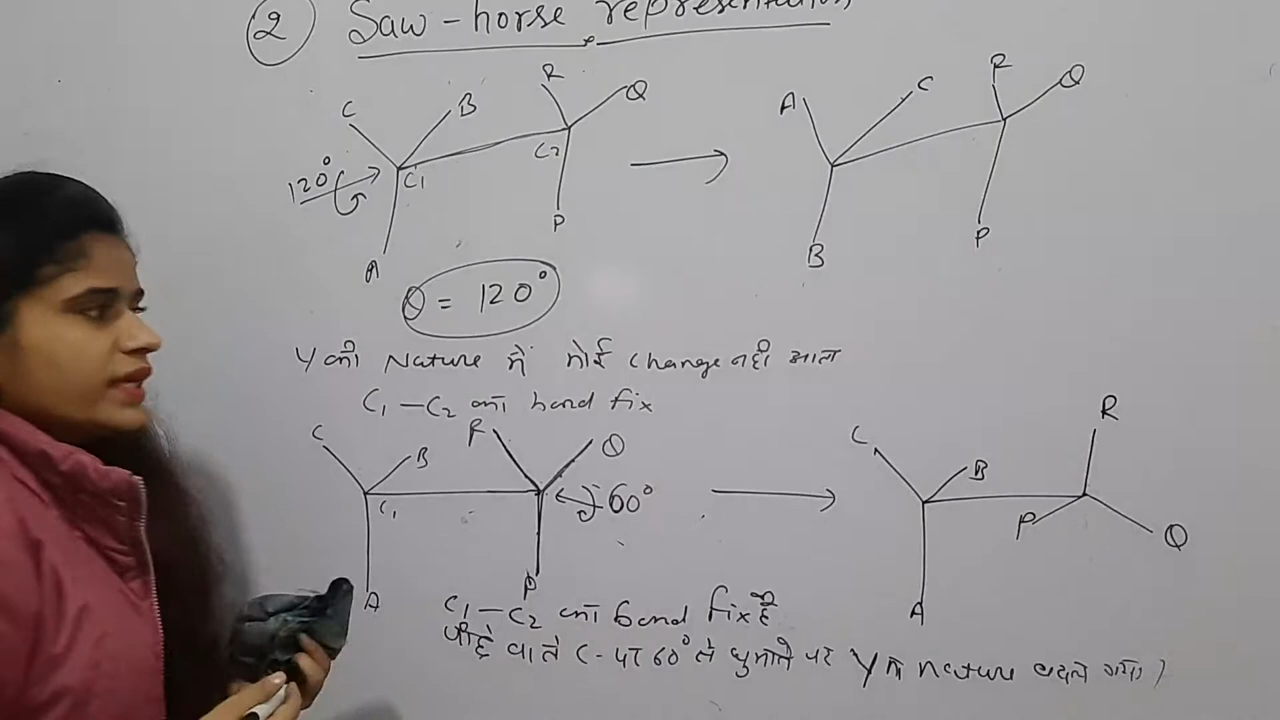 2 Saw-horse representation
C B R Q A C R Q
120° C1 C2
A P B P
θ = 120°
Y की Nature में कोई change नही आता
C1 – C2 का bond fix
C B R Q C B R
C1 60° P Q
A P A
C1 – C2 का bond fix है
पीछे वाले C- पर 60° से घुमाने पर Y की nature बदल गया।